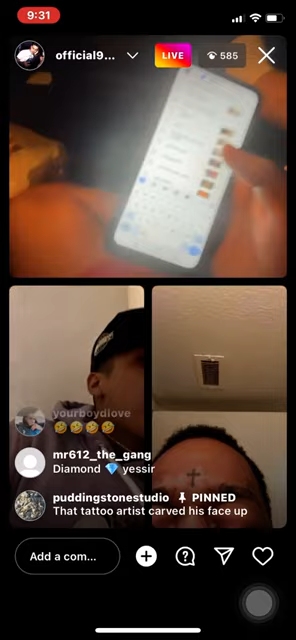 9:31
official9...
LIVE
585
yourboydlove
🤣🤣🤣🤣
mr612_the_gang
Diamond 💎 yessir
puddingstonestudio PINNED
That tattoo artist carved his face up
Add a com...